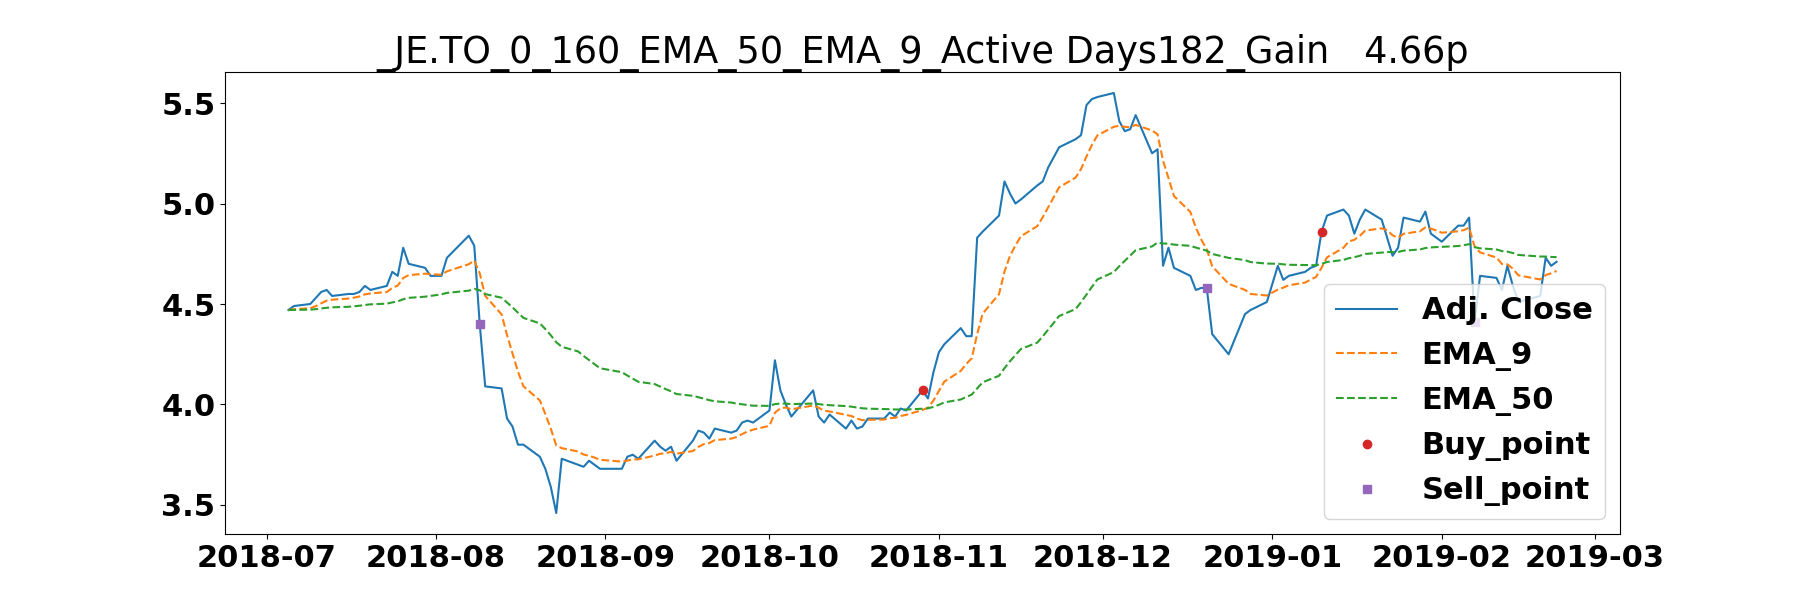 _JE.TO_0_160_EMA_50_EMA_9_Active Days182_Gain   4.66p
5.5
5.0
4.5
4.0
3.5
Adj. Close
EMA_9
EMA_50
Buy_point
Sell_point
2018-07 2018-08 2018-09 2018-10 2018-11 2018-12 2019-01 2019-02 2019-03